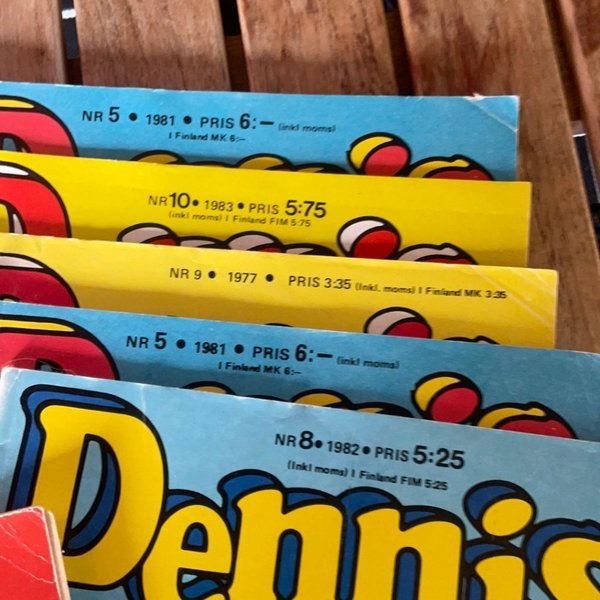 NR 5 • 1981 • PRIS 6:– (inkl moms)
I Finland MK 6:–
NR 10 • 1983 • PRIS 5:75
(inkl moms) I Finland FIM 5:75
NR 9 • 1977 • PRIS 3:35 (Inkl. moms) I Finland MK 3:35
NR 5 • 1981 • PRIS 6:– (inkl moms)
I Finland MK 6:–
NR 8 • 1982 • PRIS 5:25
(Inkl moms) I Finland FIM 5:25
Dennis